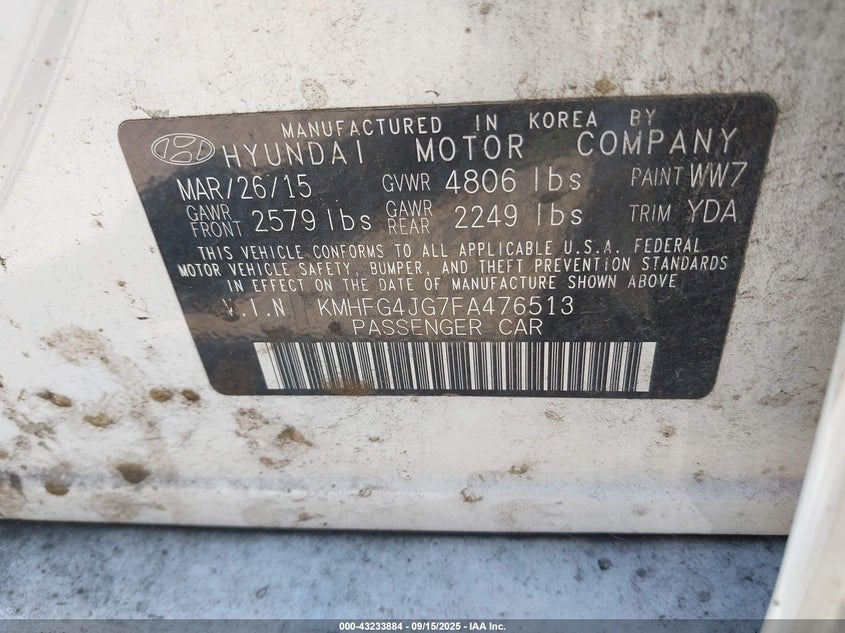 MANUFACTURED IN KOREA BY
HYUNDAI MOTOR COMPANY
MAR/26/15 GVWR 4806 lbs PAINT WW7
GAWR FRONT 2579 lbs GAWR REAR 2249 lbs TRIM YDA
THIS VEHICLE CONFORMS TO ALL APPLICABLE U.S.A. FEDERAL
MOTOR VEHICLE SAFETY, BUMPER, AND THEFT PREVENTION STANDARDS
IN EFFECT ON THE DATE OF MANUFACTURE SHOWN ABOVE
V.I.N KMHFG4JG7FA476513
PASSENGER CAR
000-43233884 - 09/15/2025 - IAA Inc.